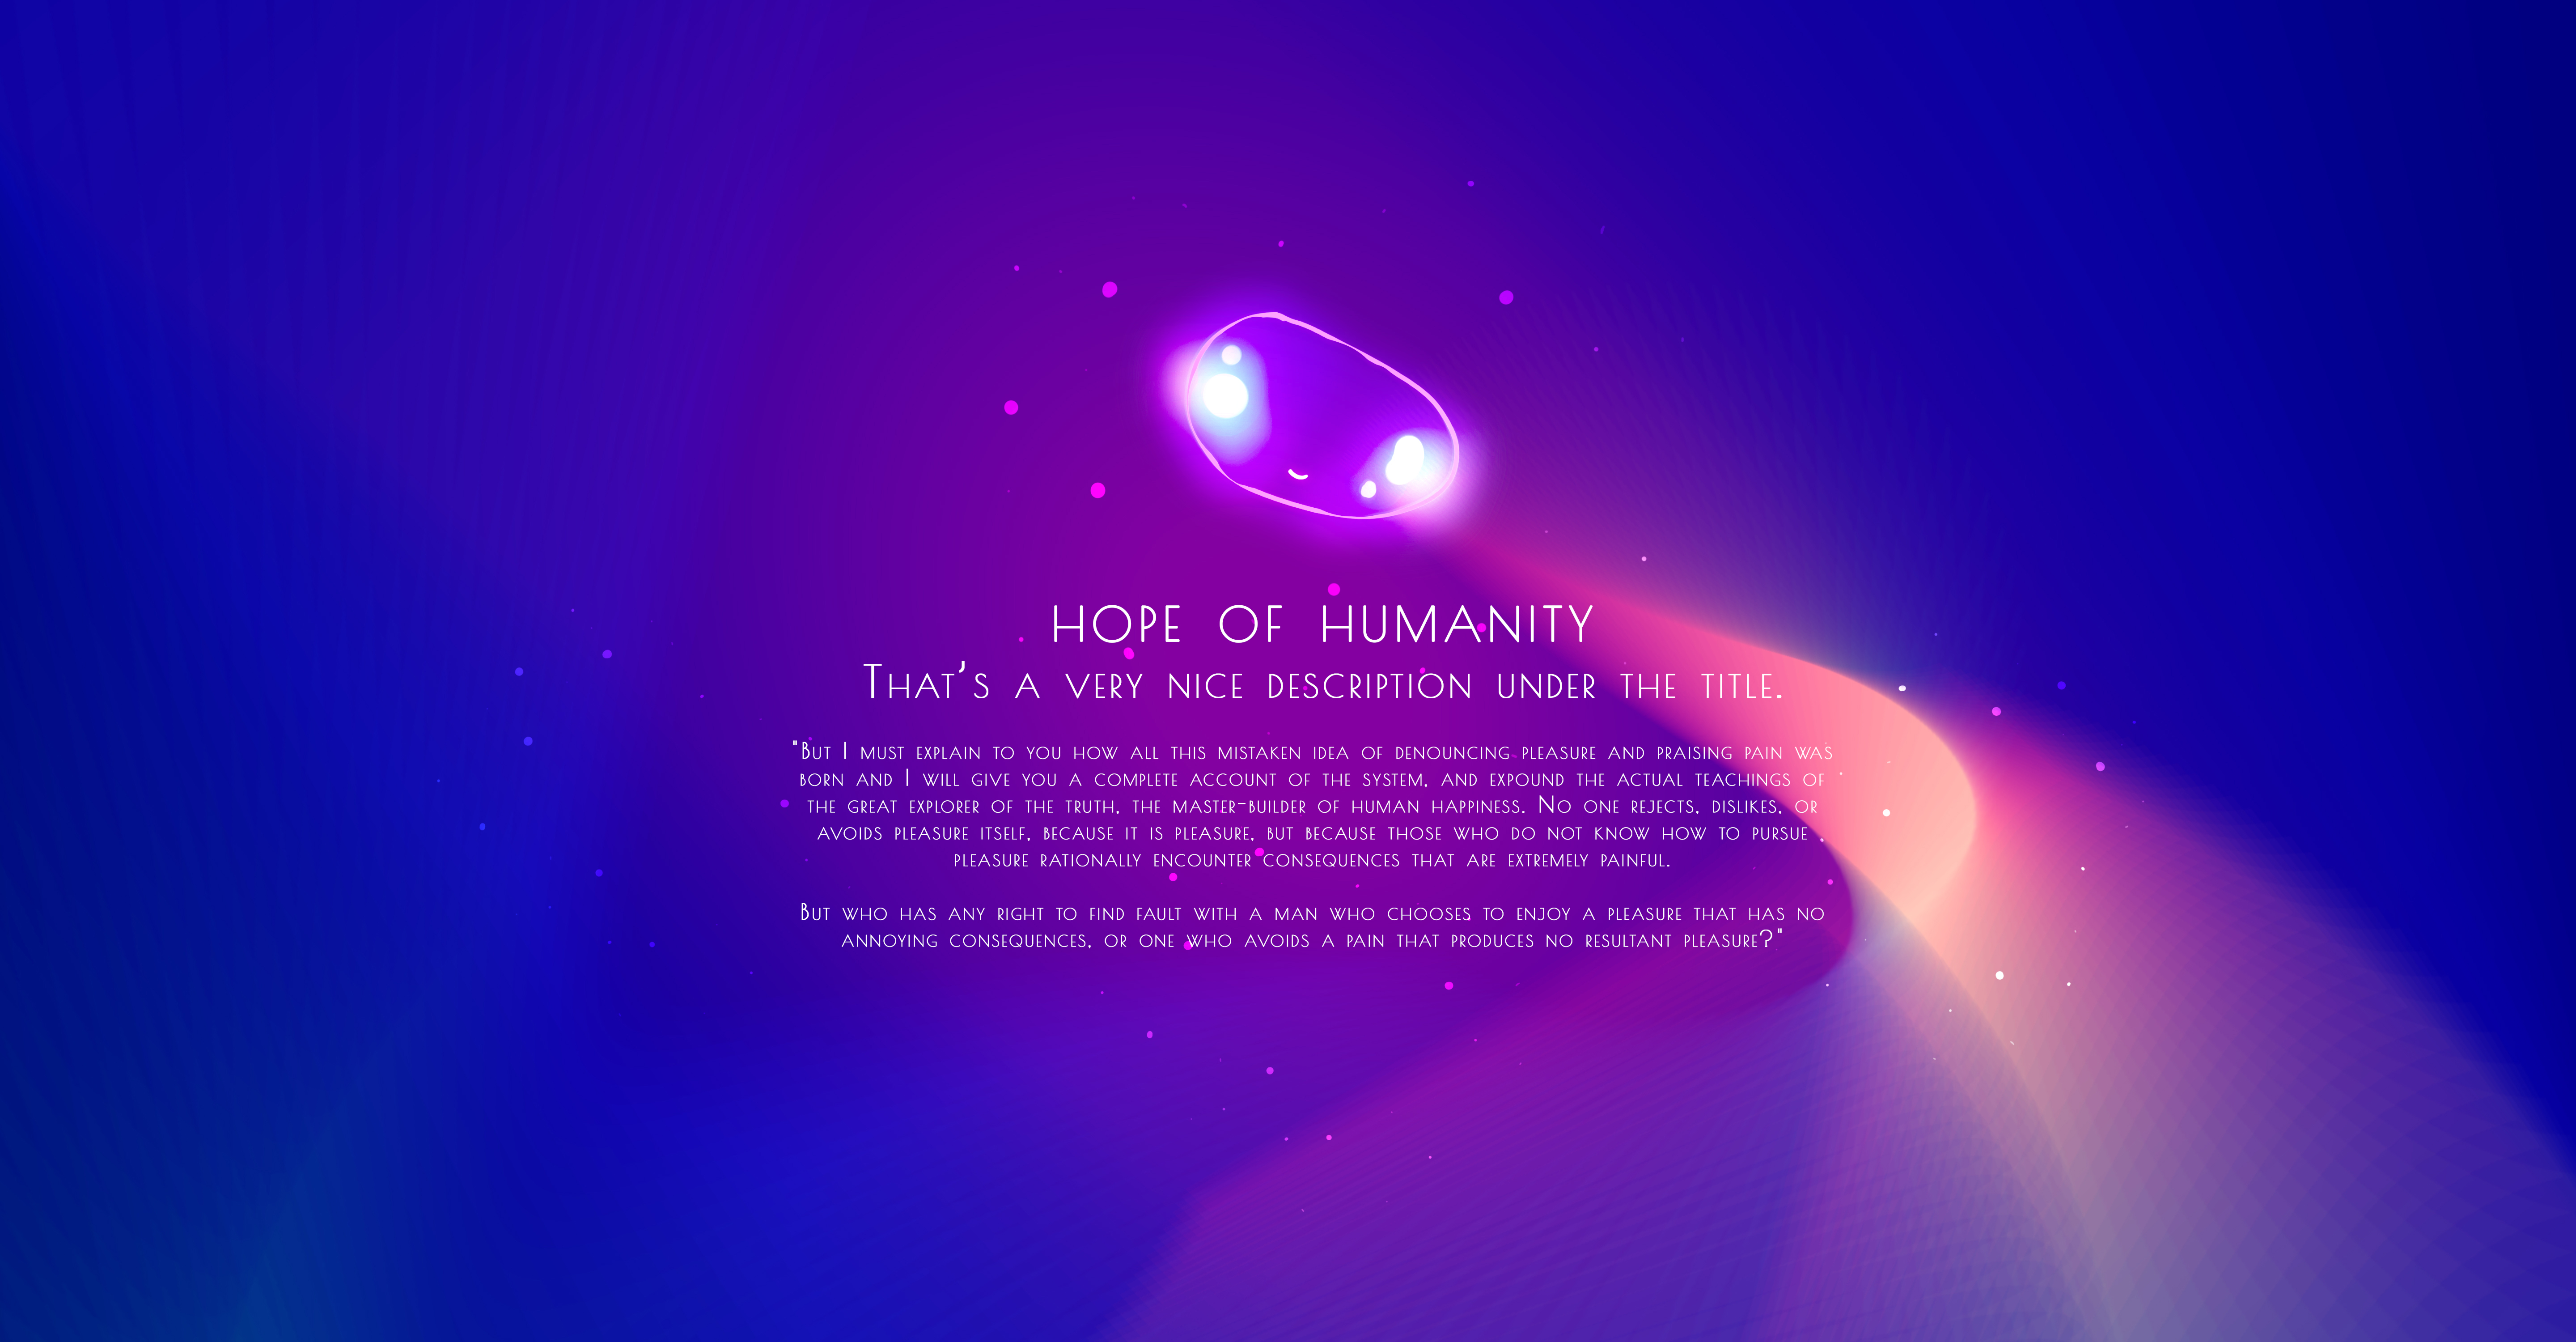 HOPE OF HUMANITY
That's a very nice description under the title.
"But I must explain to you how all this mistaken idea of denouncing pleasure and praising pain was
born and I will give you a complete account of the system, and expound the actual teachings of
the great explorer of the truth, the master-builder of human happiness. No one rejects, dislikes, or
avoids pleasure itself, because it is pleasure, but because those who do not know how to pursue
pleasure rationally encounter consequences that are extremely painful.
But who has any right to find fault with a man who chooses to enjoy a pleasure that has no
annoying consequences, or one who avoids a pain that produces no resultant pleasure?"